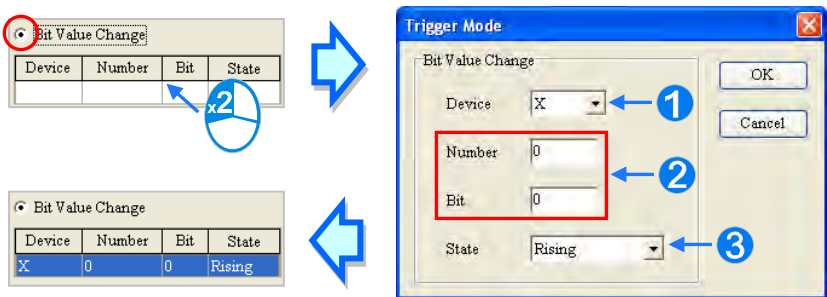 Bit Value Change
Device Number Bit State
x2
Trigger Mode
Bit Value Change
Device X 1
Number 0
2
Bit 0
State Rising 3
OK
Cancel
Bit Value Change
Device Number Bit State
X 0 0 Rising